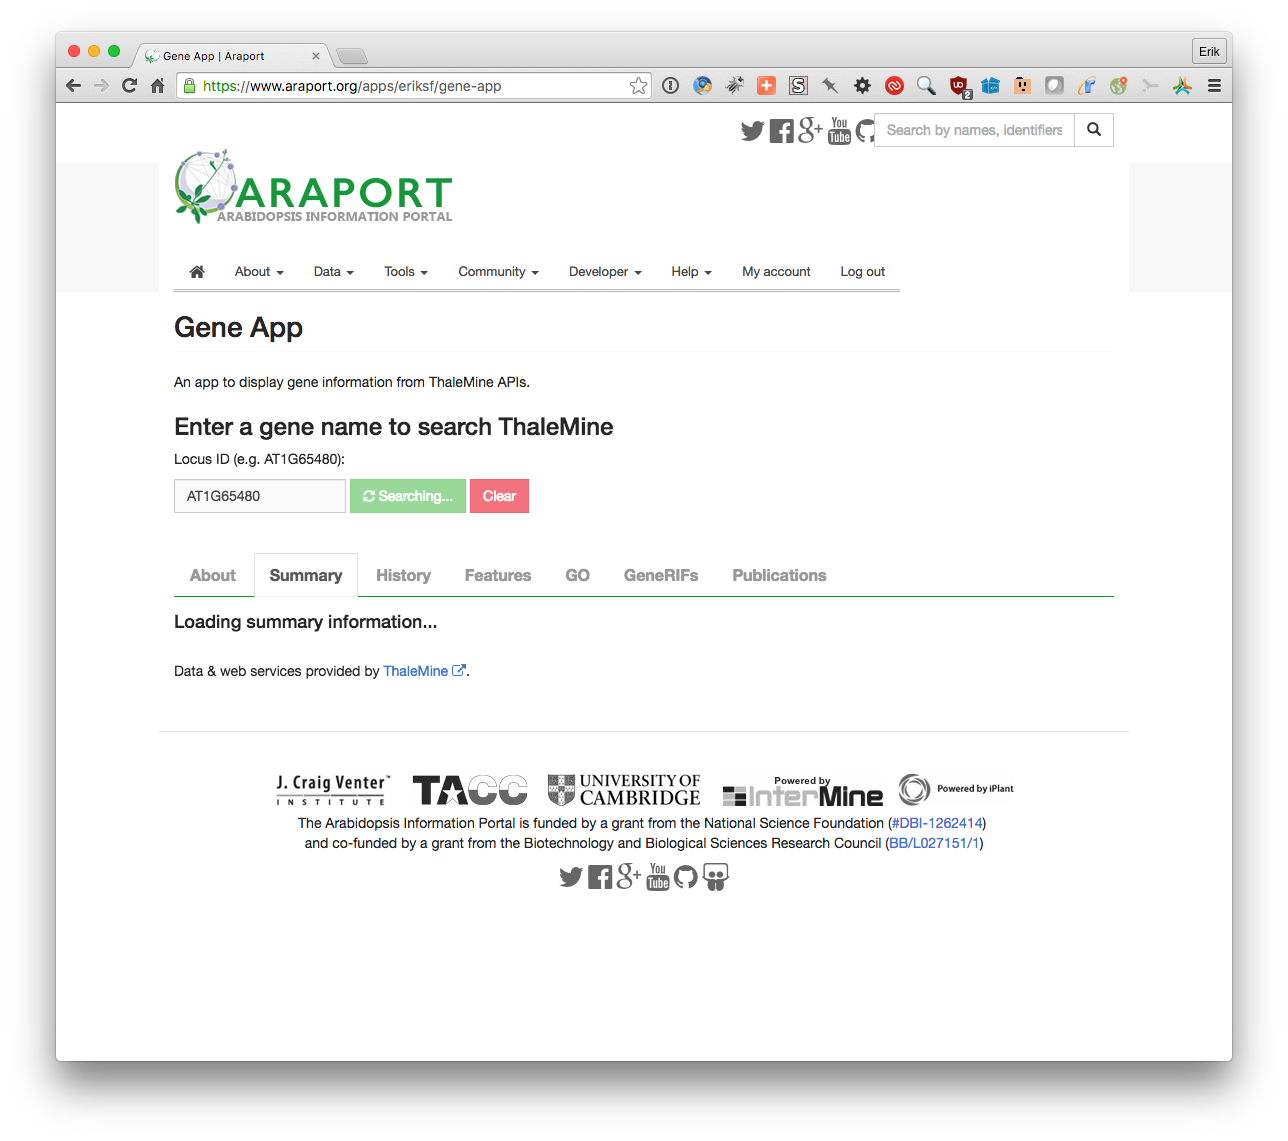 Gene App | Araport
Erik
https://www.araport.org/apps/eriksf/gene-app
2
You Tube
Search by names, identifiers
ARAPORT
ARABIDOPSIS INFORMATION PORTAL
About Data Tools Community Developer Help My account Log out
Gene App
An app to display gene information from ThaleMine APIs.
Enter a gene name to search ThaleMine
Locus ID (e.g. AT1G65480):
AT1G65480 Searching... Clear
About Summary History Features GO GeneRIFs Publications
Loading summary information...
Data & web services provided by ThaleMine.
J. Craig Venter™
INSTITUTE
TACC
UNIVERSITY OF
CAMBRIDGE
Powered by
InterMine
Powered by iPlant
The Arabidopsis Information Portal is funded by a grant from the National Science Foundation (#DBI-1262414)
and co-funded by a grant from the Biotechnology and Biological Sciences Research Council (BB/L027151/1)
You Tube